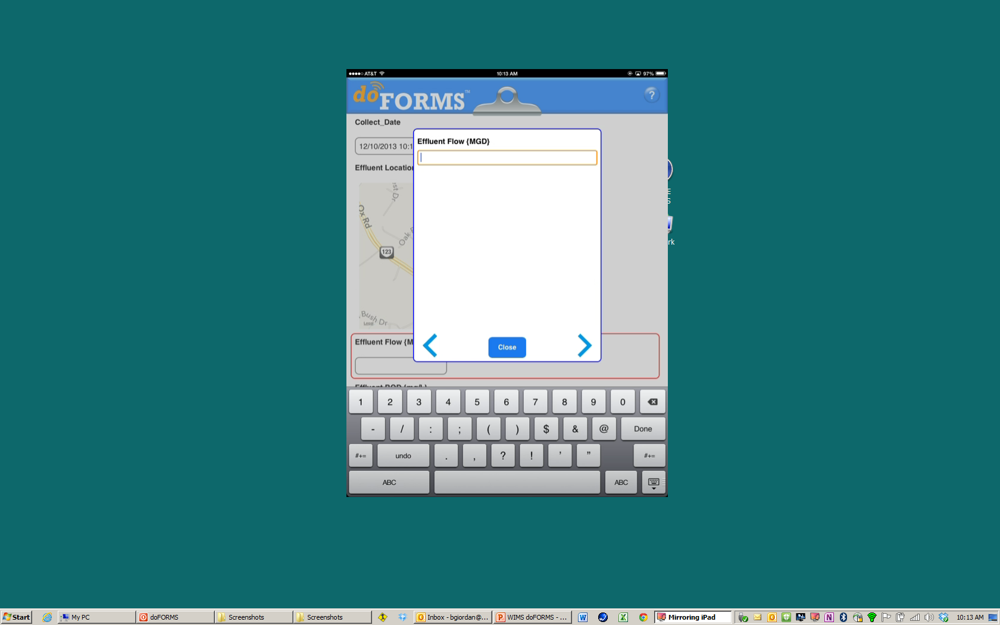 AT&T 10:13 AM 97%
doFORMS™
?
Collect_Date
12/10/2013 10:1
Effluent Flow {MGD}
Effluent Locatio
st Dr
Ox Rd
Oak
123
Bush Dr
Legal
Effluent Flow {M
Close
1 2 3 4 5 6 7 8 9 0
- / : ; ( ) $ & @ Done
#+= undo . , ? ! ' " #+=
ABC ABC
E
S
rk
Start My PC doFORMS Screenshots Screenshots Inbox - bgiordan@... WIMS doFORMS - ... Mirroring iPad 10:13 AM